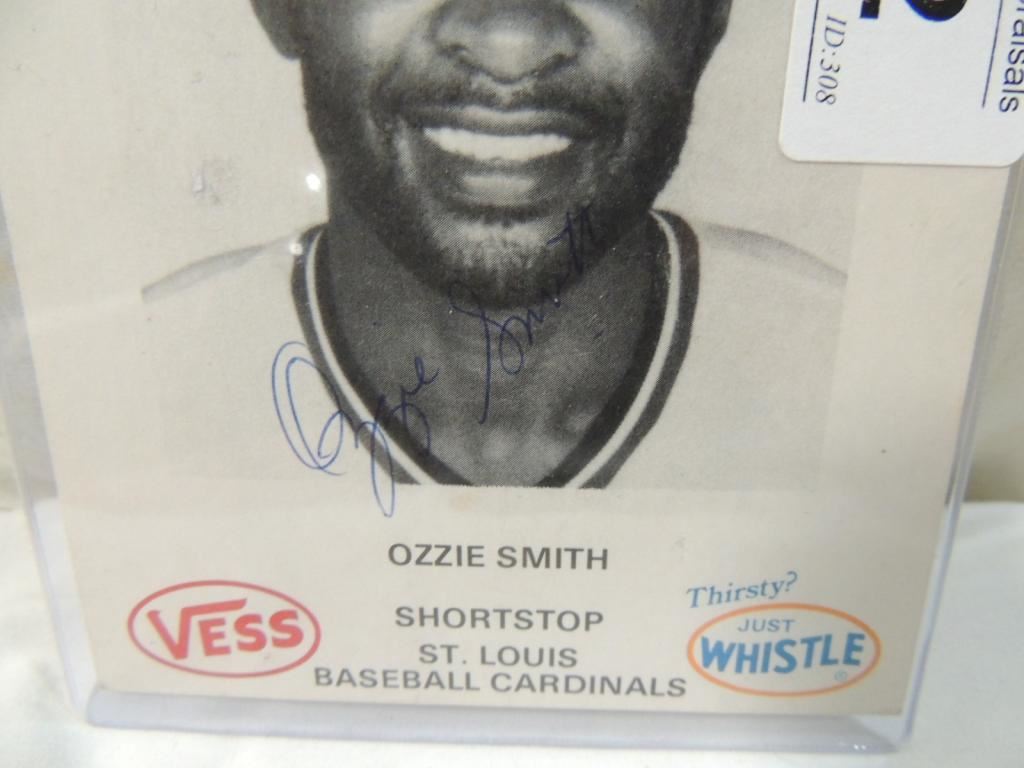 ID:308
Ozzie Smith
OZZIE SMITH
SHORTSTOP
ST. LOUIS
BASEBALL CARDINALS
VESS
Thirsty?
JUST
WHISTLE
®